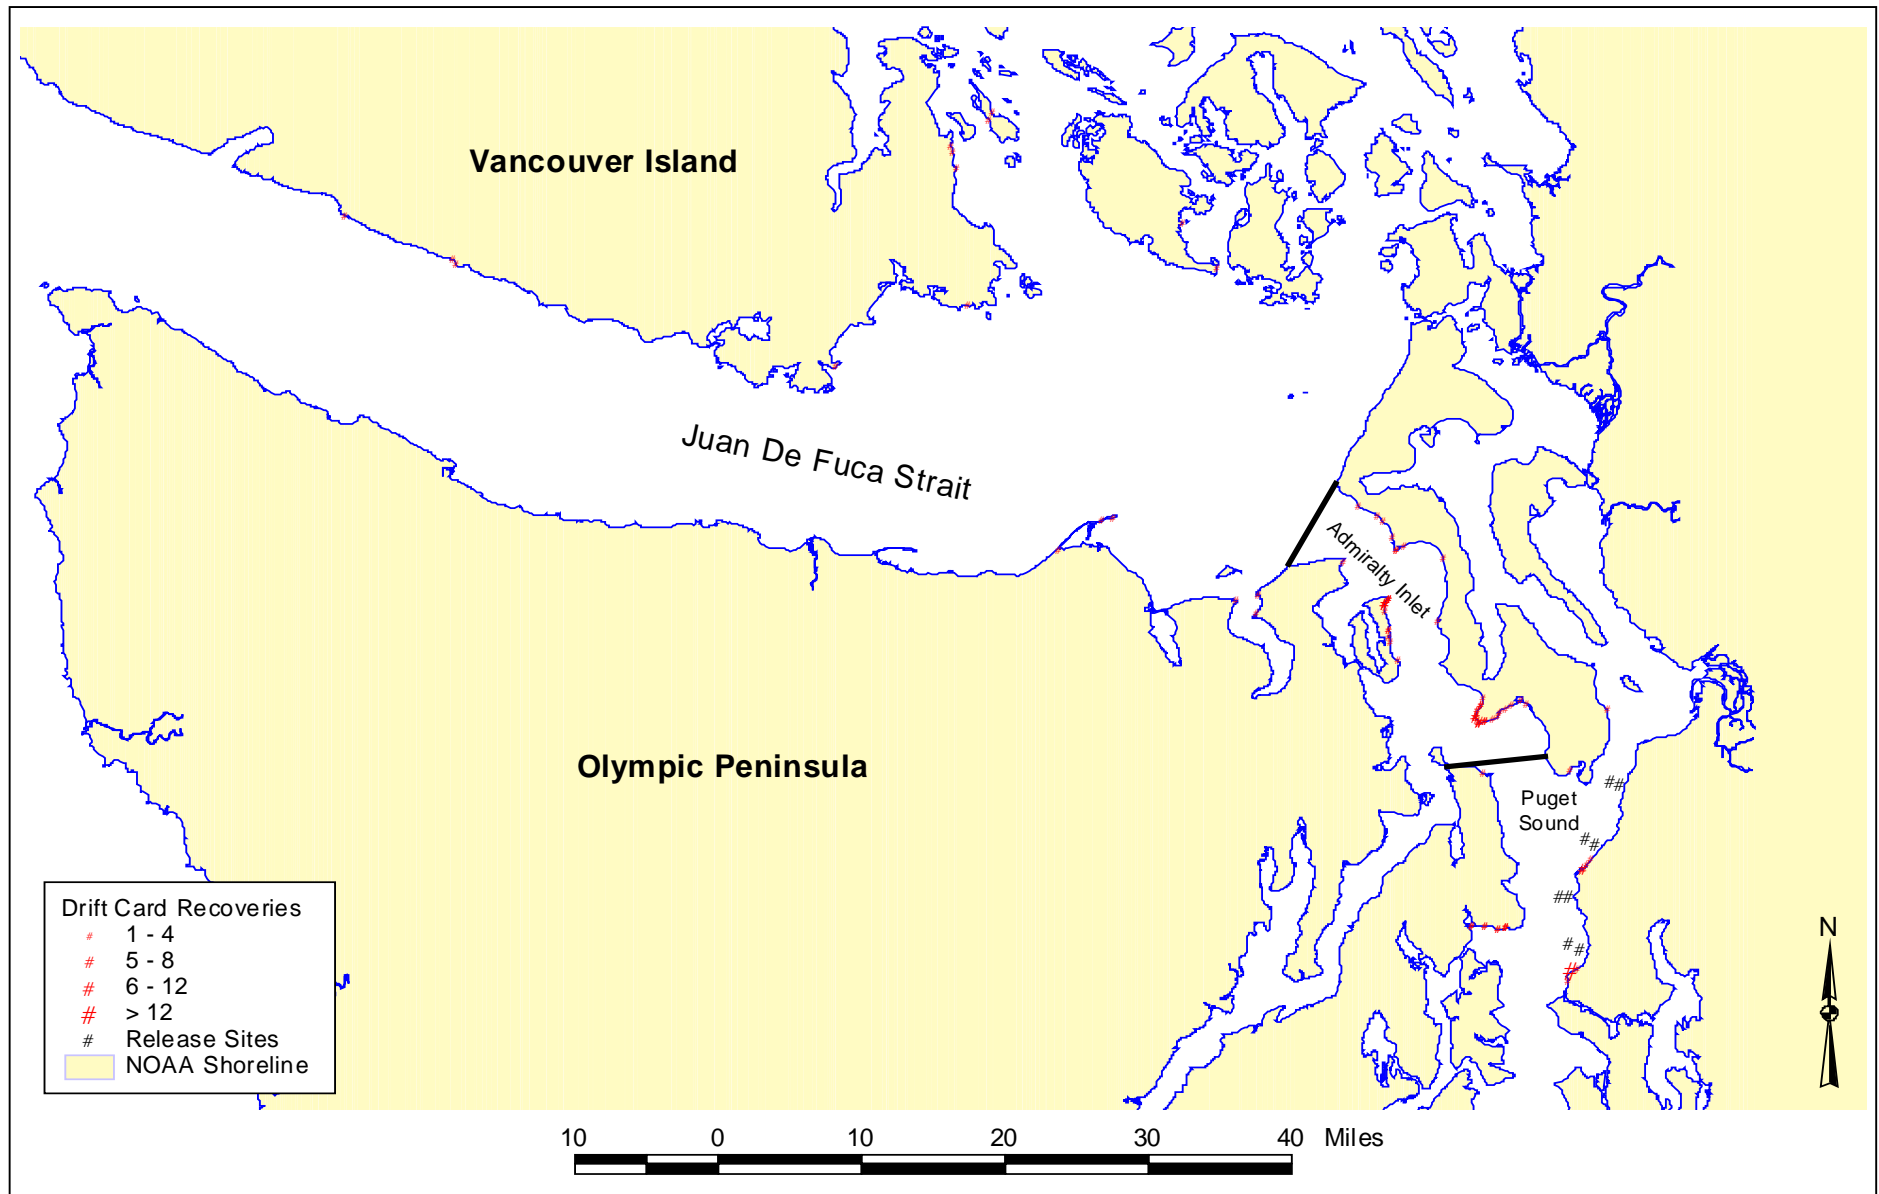 Vancouver Island
Juan De Fuca Strait
Admiralty Inlet
Olympic Peninsula
Puget
Sound
Drift Card Recoveries
# 1 - 4
# 5 - 8
# 6 - 12
# > 12
# Release Sites
NOAA Shoreline
N
10 0 10 20 30 40 Miles